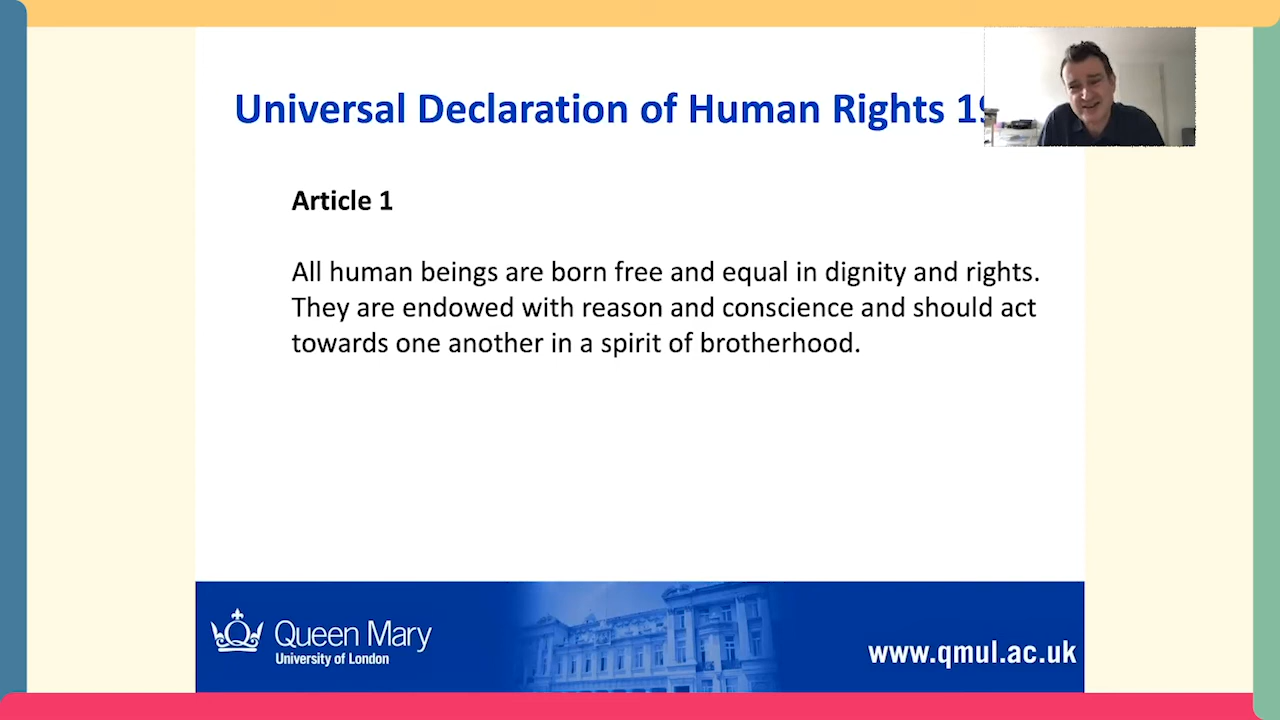 Universal Declaration of Human Rights
Article 1
All human beings are born free and equal in dignity and rights.
They are endowed with reason and conscience and should act
towards one another in a spirit of brotherhood.
Queen Mary
University of London
www.qmul.ac.uk